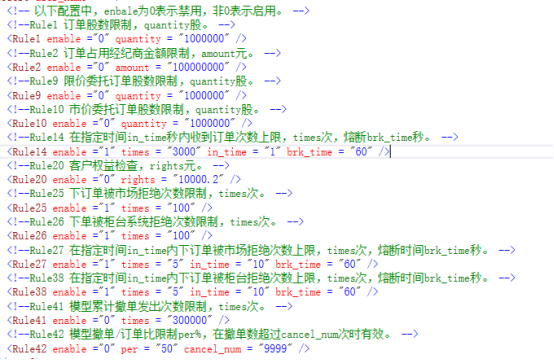 <!-- 以下配置中，enbale为0表示禁用，非0示启用。 -->
<!--Rule1 订单股数限制，quantity股。 -->
<Rule1 enable ="0" quantity = "1000000" />
<!--Rule2 订单占用经纪商金额限制，amount元。 -->
<Rule2 enable ="0" amount = "100000000" />
<!--Rule9 限价委托订单股数限制，quantity股。 -->
<Rule9 enable ="0" quantity = "1000000" />
<!--Rule10 市价委托订单股数限制，quantity股。 -->
<Rule10 enable ="0" quantity = "1000000" />
<!--Rule14 在指定时间in_time秒内收到订单次数上限，times次，熔断brk_time秒。 -->
<Rule14 enable ="1" times = "3000" in_time = "1" brk_time = "60" />
<!--Rule20 客户权益检查，rights元。 -->
<Rule20 enable ="0" rights = "10000.2" />
<!--Rule25 下订单被市场拒绝次数限制，times次。 -->
<Rule25 enable ="1" times = "100" />
<!--Rule26 下单被柜台系统拒绝次数限制，times次。 -->
<Rule26 enable ="1" times = "100" />
<!--Rule27 在指定时间in_time内下订单被市场拒绝次数上限，times次，熔断时间brk_time秒。 -->
<Rule27 enable ="1" times = "5" in_time = "10" brk_time = "60" />
<!--Rule38 在指定时间in_time内下订单被柜台拒绝次数上限，times次，熔断时间brk_time秒。 -->
<Rule38 enable ="1" times = "5" in_time = "10" brk_time = "60" />
<!--Rule41 模型累计撤单发出次数限制，times次。 -->
<Rule41 enable ="0" times = "300000" />
<!--Rule42 模型撤单/订单比限制per%，在撤单数超过cancel_num次时有效。 -->
<Rule42 enable ="0" per = "50" cancel_num = "9999" />